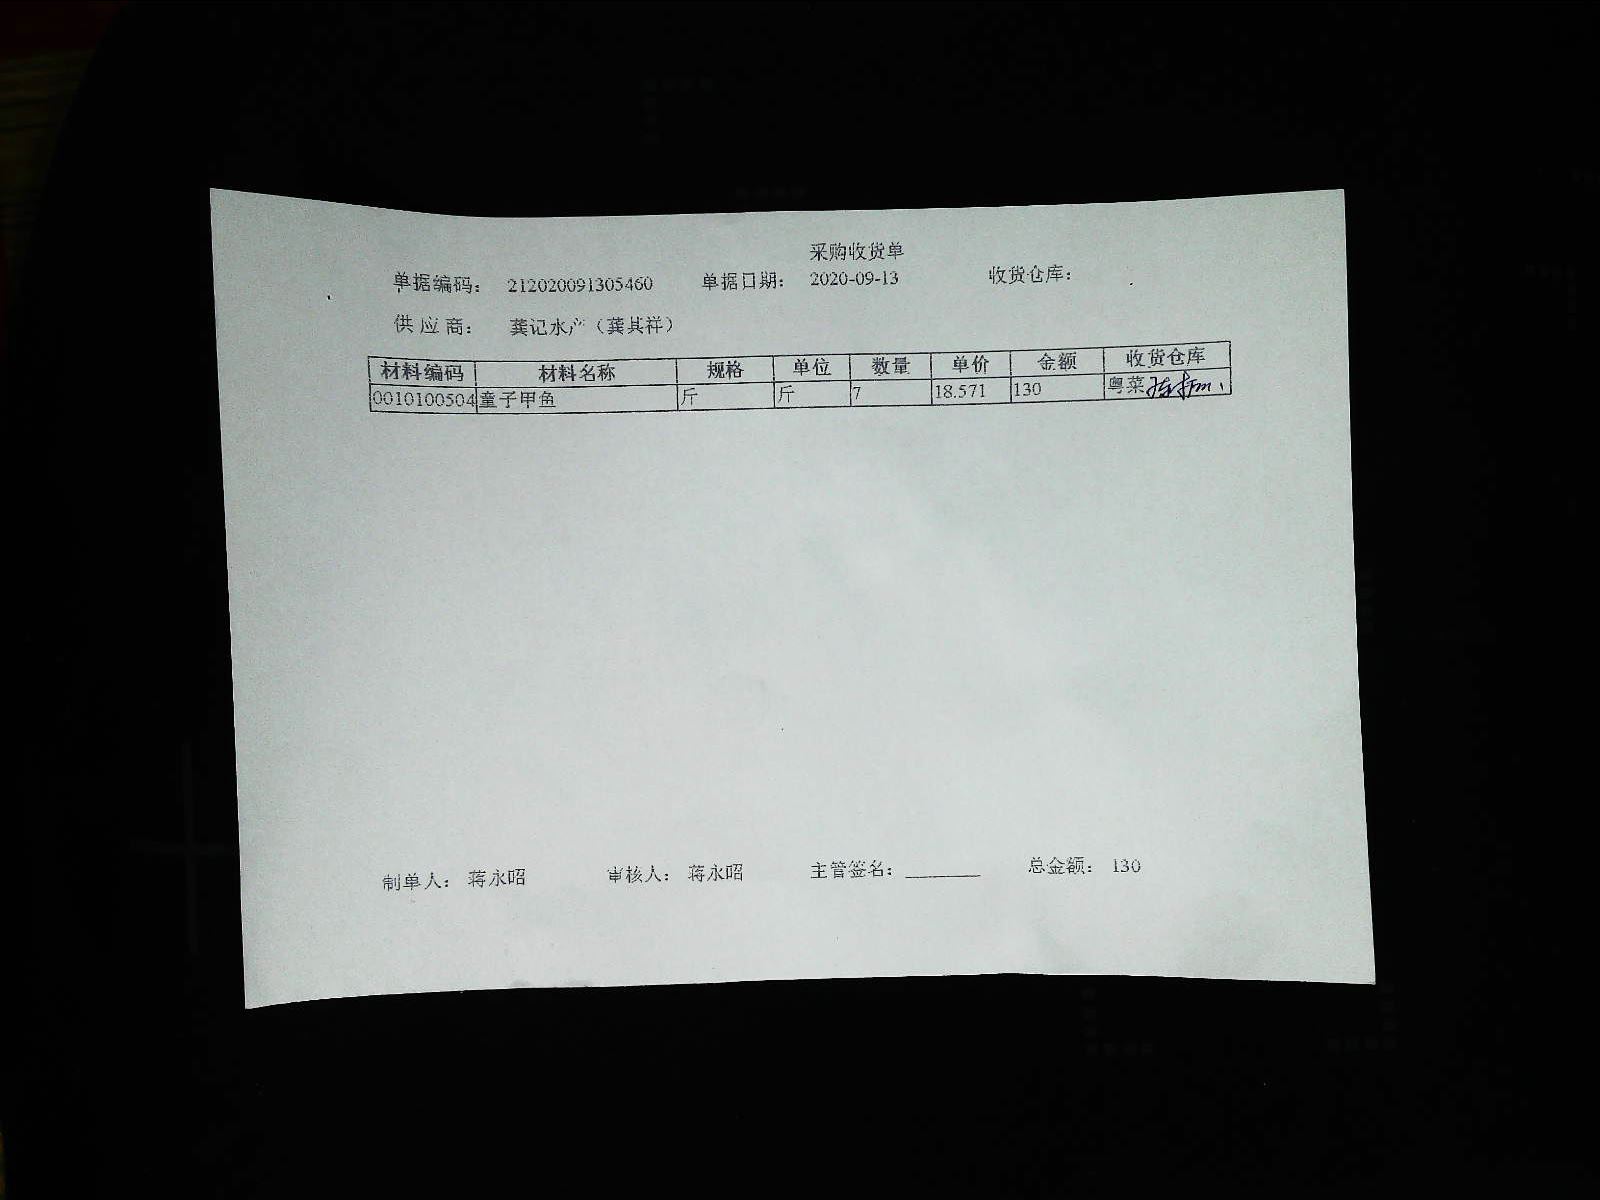 采购收货单
单据编码： 212020091305460 单据日期： 2020-09-13 收货仓库：
供 应 商： 龚记水产（龚其祥）
材料编码 材料名称 规格 单位 数量 单价 金额 收货仓库
0010100504 童子甲鱼 斤 斤 7 18.571 130 粤菜
制单人： 蒋永昭 审核人： 蒋永昭 主管签名：________ 总金额： 130